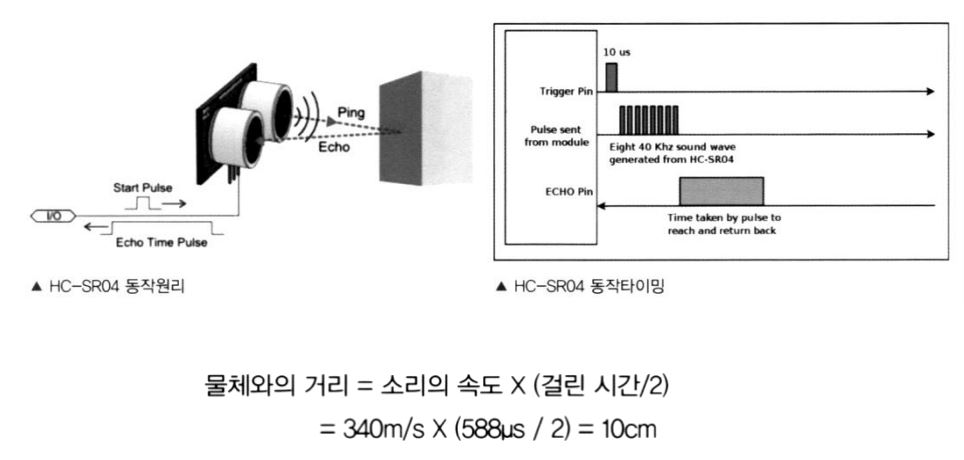 Ping
Echo
Start Pulse
I/O
Echo Time Pulse
▲ HC-SR04 동작원리
10 us
Trigger Pin
Pulse sent
from module
Eight 40 Khz sound wave
generated from HC-SR04
ECHO Pin
Time taken by pulse to
reach and return back
▲ HC-SR04 동작타이밍
물체와의 거리 = 소리의 속도 X (걸린 시간/2)
= 340m/s X (588μs / 2) = 10cm